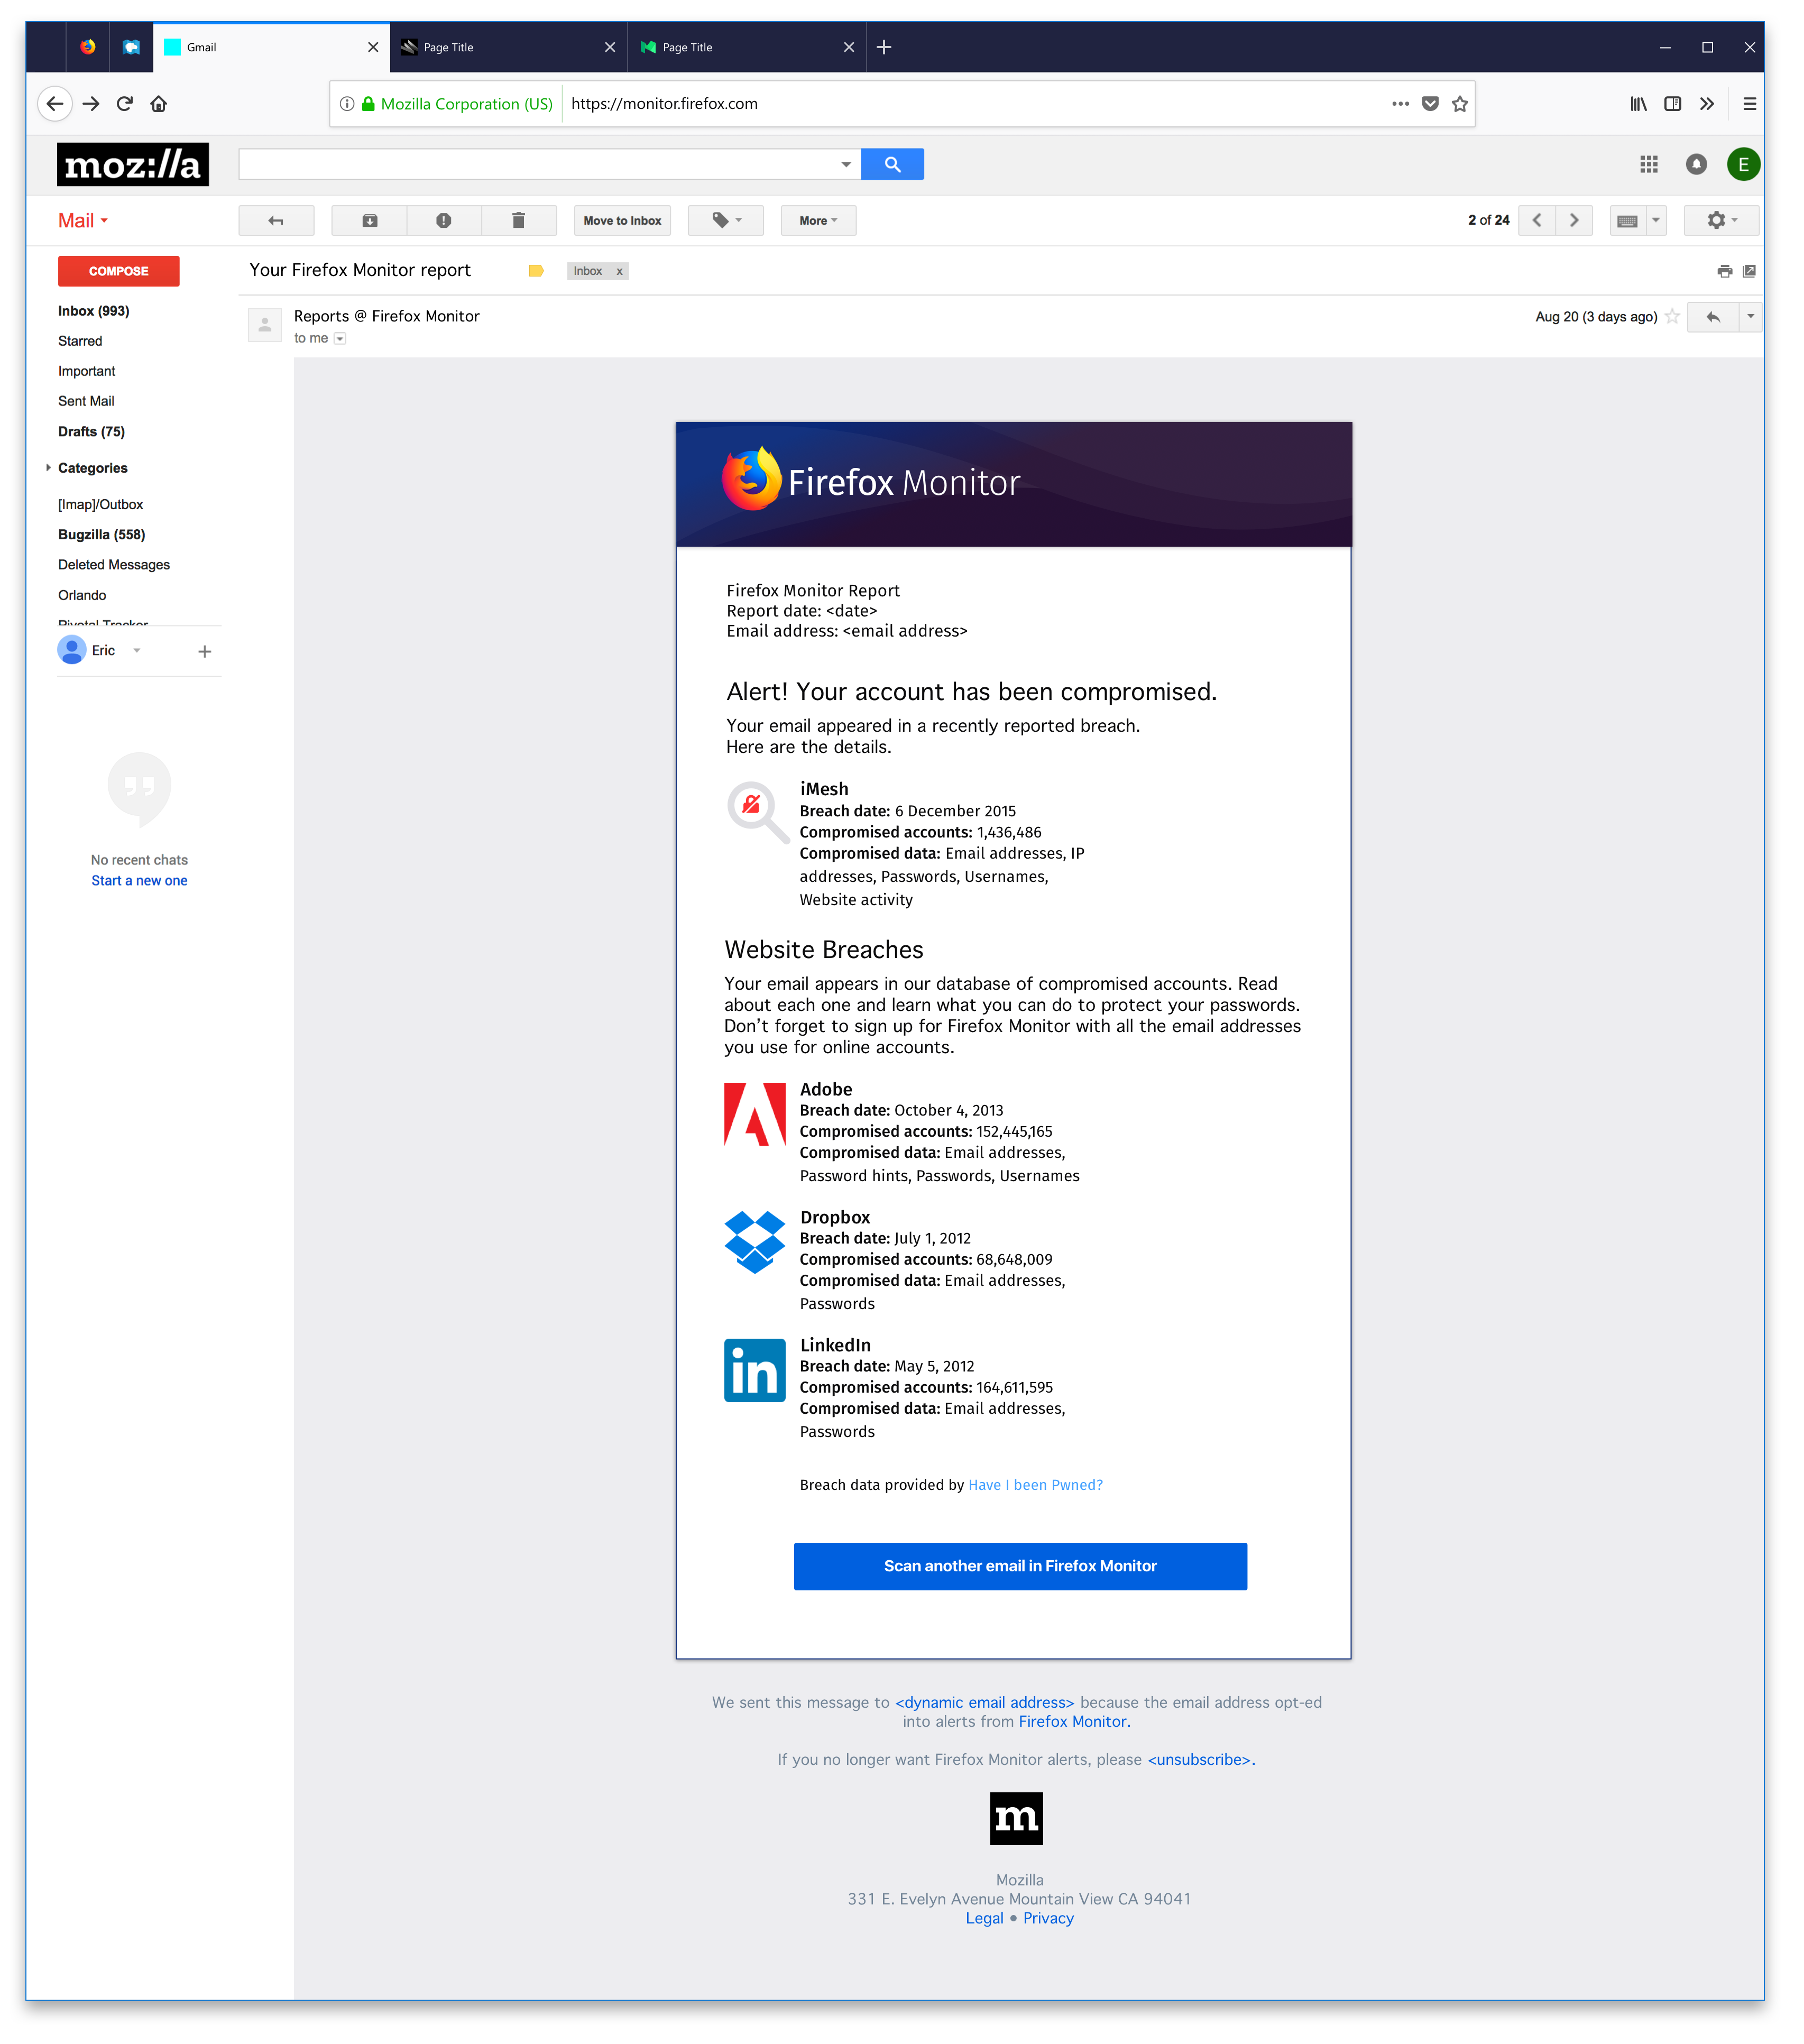 Gmail
Page Title
Page Title
Mozilla Corporation (US)
https://monitor.firefox.com
moz://a
E
Mail
Move to Inbox
More
2 of 24
COMPOSE
Your Firefox Monitor report
Inbox x
Inbox (993)
Starred
Important
Sent Mail
Drafts (75)
Categories
[Imap]/Outbox
Bugzilla (558)
Deleted Messages
Orlando
Pivotal Tracker
Eric
No recent chats
Start a new one
Reports @ Firefox Monitor
to me
Aug 20 (3 days ago)
Firefox Monitor
Firefox Monitor Report
Report date: <date>
Email address: <email address>
Alert! Your account has been compromised.
Your email appeared in a recently reported breach.
Here are the details.
iMesh
Breach date: 6 December 2015
Compromised accounts: 1,436,486
Compromised data: Email addresses, IP
addresses, Passwords, Usernames,
Website activity
Website Breaches
Your email appears in our database of compromised accounts. Read
about each one and learn what you can do to protect your passwords.
Don’t forget to sign up for Firefox Monitor with all the email addresses
you use for online accounts.
Adobe
Breach date: October 4, 2013
Compromised accounts: 152,445,165
Compromised data: Email addresses,
Password hints, Passwords, Usernames
Dropbox
Breach date: July 1, 2012
Compromised accounts: 68,648,009
Compromised data: Email addresses,
Passwords
in
LinkedIn
Breach date: May 5, 2012
Compromised accounts: 164,611,595
Compromised data: Email addresses,
Passwords
Breach data provided by Have I been Pwned?
Scan another email in Firefox Monitor
We sent this message to <dynamic email address> because the email address opt-ed
into alerts from Firefox Monitor.
If you no longer want Firefox Monitor alerts, please <unsubscribe>.
m
Mozilla
331 E. Evelyn Avenue Mountain View CA 94041
Legal • Privacy